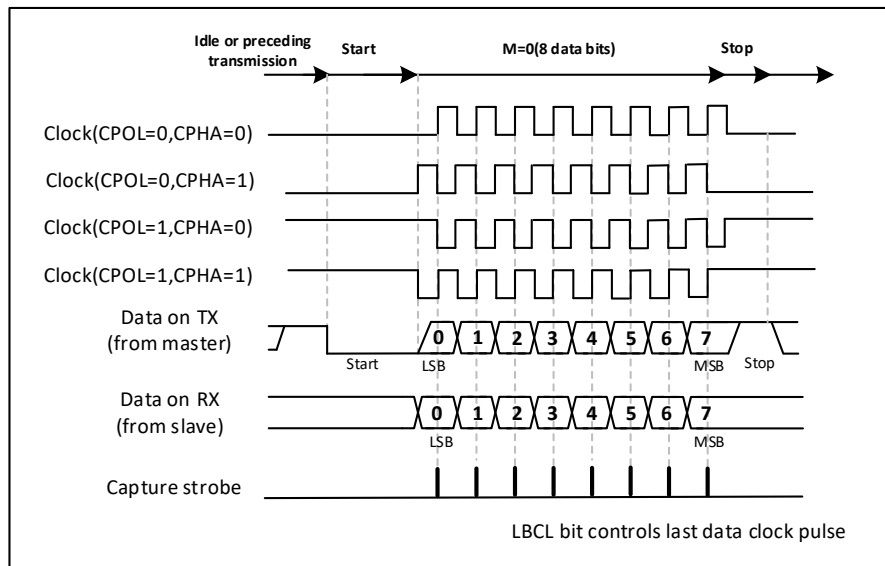 Idle or preceding
transmission
Start
M=0(8 data bits)
Stop
Clock(CPOL=0,CPHA=0)
Clock(CPOL=0,CPHA=1)
Clock(CPOL=1,CPHA=0)
Clock(CPOL=1,CPHA=1)
Data on TX
(from master)
0 1 2 3 4 5 6 7
Start
LSB
MSB
Stop
Data on RX
(from slave)
0 1 2 3 4 5 6 7
LSB
MSB
Capture strobe
LBCL bit controls last data clock pulse